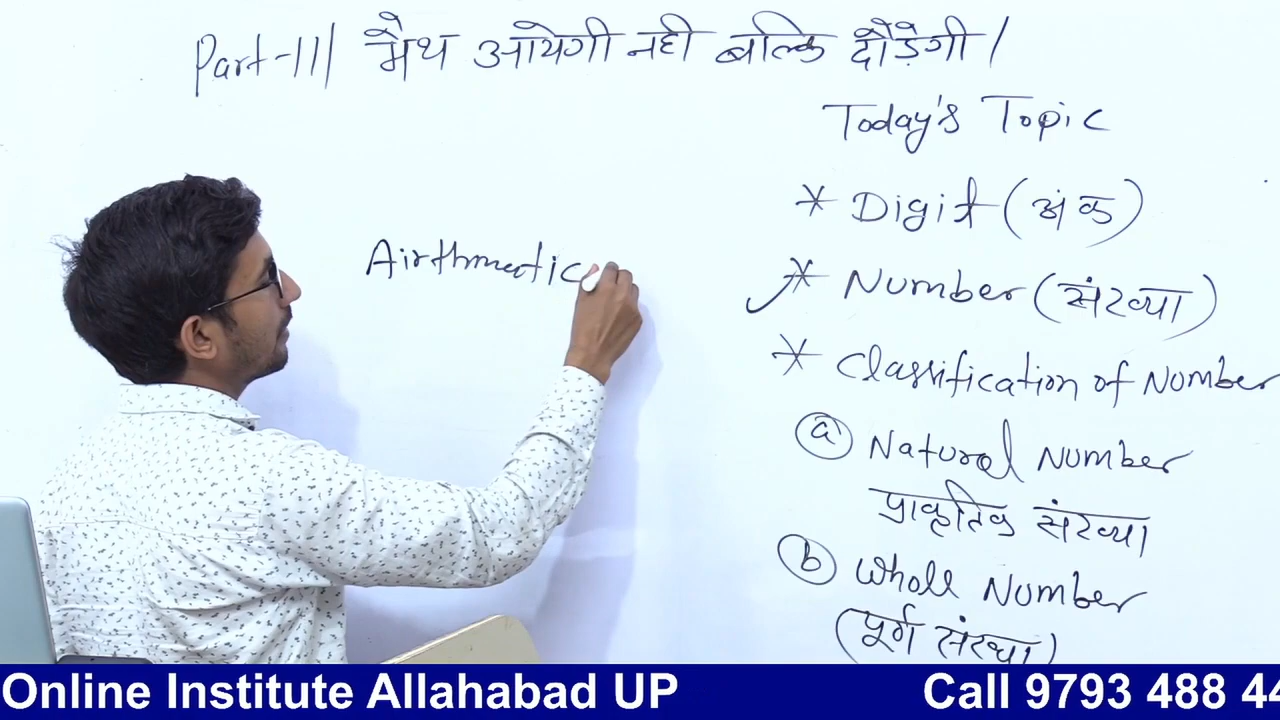 Part-III / मैथ आयेगी नही बल्कि दौड़ेगी /
Today's Topic
* Digit (अंक)
Airthmetic
* Number (संख्या)
* Classification of Number
(a) Natural Number
प्राकृतिक संख्या
(b) Whole Number
(पूर्ण संख्या)
Online Institute Allahabad UP Call 9793 488 44